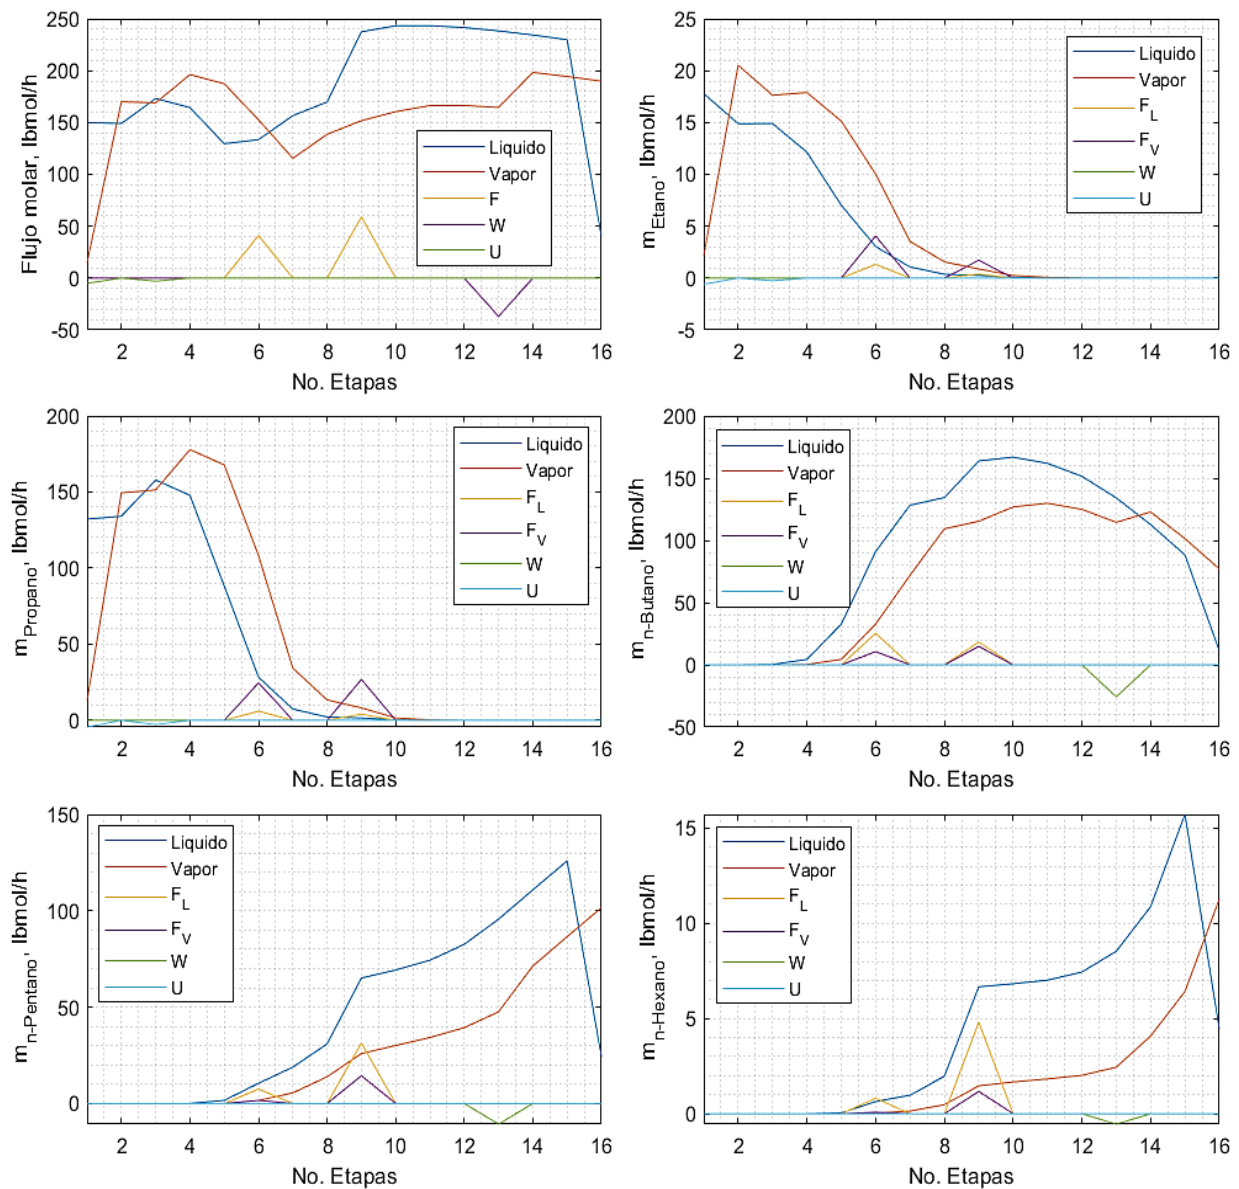 Flujo molar, lbmol/h
250
200
150
100
50
0
-50
2 4 6 8 10 12 14 16
No. Etapas
Liquido
Vapor
F
W
U
m_Etano, lbmol/h
25
20
15
10
5
0
-5
2 4 6 8 10 12 14 16
No. Etapas
Liquido
Vapor
F_L
F_V
W
U
m_Propano, lbmol/h
200
150
100
50
0
2 4 6 8 10 12 14 16
No. Etapas
Liquido
Vapor
F_L
F_V
W
U
m_n-Butano, lbmol/h
200
150
100
50
0
-50
2 4 6 8 10 12 14 16
No. Etapas
Liquido
Vapor
F_L
F_V
W
U
m_n-Pentano, lbmol/h
150
100
50
0
2 4 6 8 10 12 14 16
No. Etapas
Liquido
Vapor
F_L
F_V
W
U
m_n-Hexano, lbmol/h
15
10
5
0
2 4 6 8 10 12 14 16
No. Etapas
Liquido
Vapor
F_L
F_V
W
U